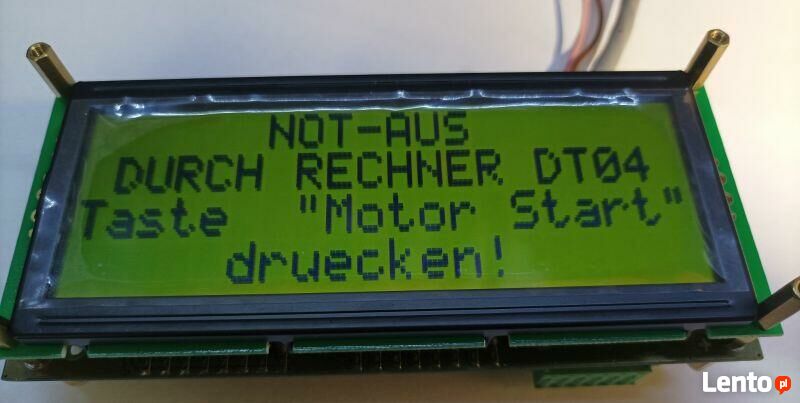 NOT-AUS
DURCH RECHNER DT04
Taste "Motor Start"
druecken!
Lento pl